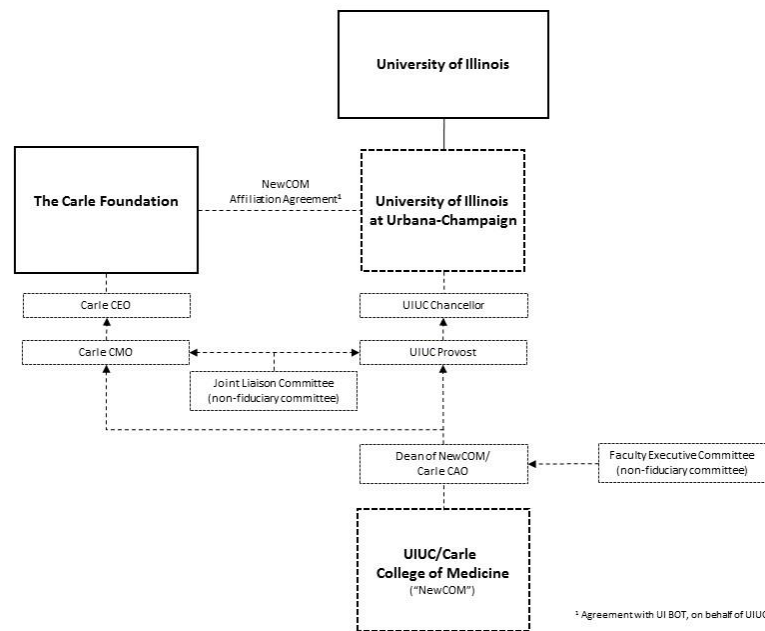 University of Illinois
The Carle Foundation
NewCOM
Affiliation Agreement¹
University of Illinois
at Urbana-Champaign
Carle CEO
UIUC Chancellor
Carle CMO
UIUC Provost
Joint Liaison Committee
(non-fiduciary committee)
Dean of NewCOM/
Carle CAO
Faculty Executive Committee
(non-fiduciary committee)
UIUC/Carle
College of Medicine
("NewCOM")
¹ Agreement with UI BOT, on behalf of UIUC